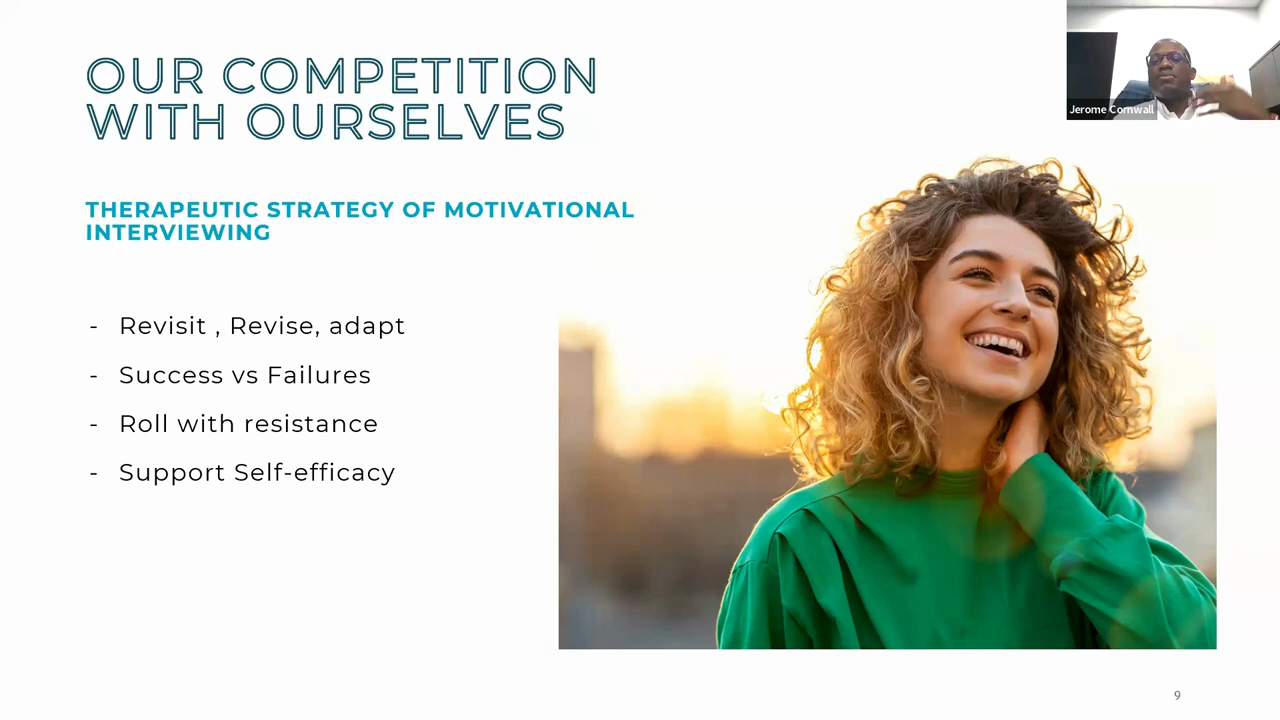 OUR COMPETITION
WITH OURSELVES
Jerome Cornwall
THERAPEUTIC STRATEGY OF MOTIVATIONAL
INTERVIEWING
- Revisit , Revise, adapt
- Success vs Failures
- Roll with resistance
- Support Self-efficacy
9